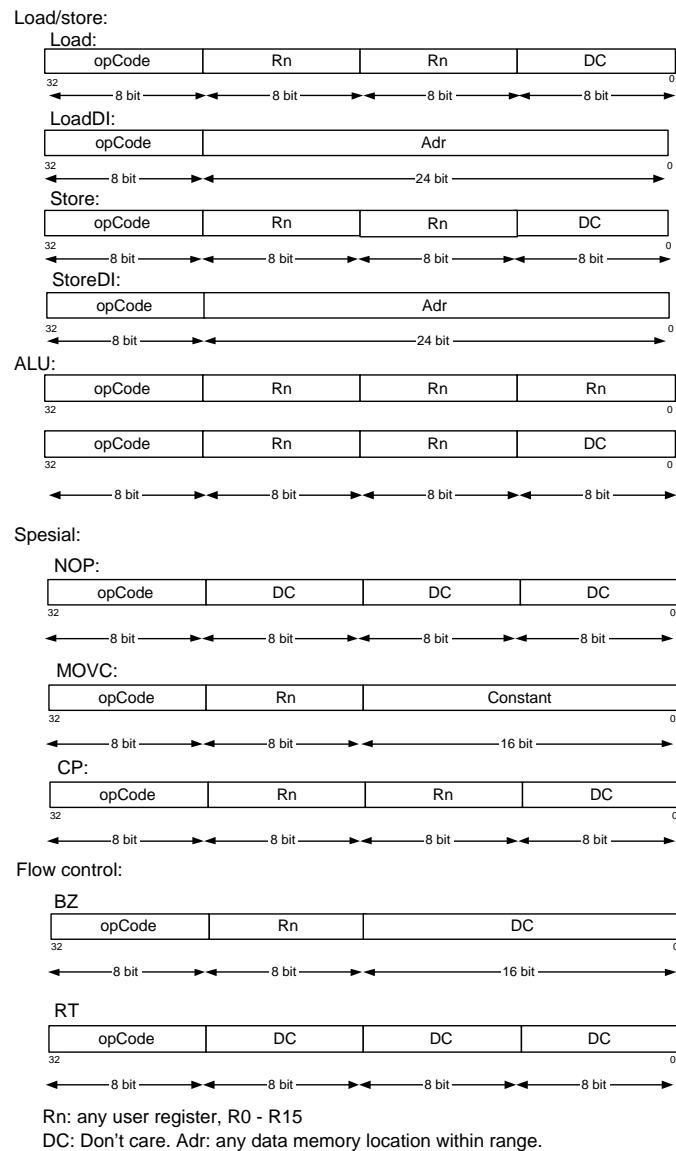 Load/store:
Load:
opCode Rn Rn DC
32 0
8 bit 8 bit 8 bit 8 bit
LoadDI:
opCode Adr
32 0
8 bit 24 bit
Store:
opCode Rn Rn DC
32 0
8 bit 8 bit 8 bit 8 bit
StoreDI:
opCode Adr
32 0
8 bit 24 bit
ALU:
opCode Rn Rn Rn
32 0
opCode Rn Rn DC
32 0
8 bit 8 bit 8 bit 8 bit
Spesial:
NOP:
opCode DC DC DC
32 0
8 bit 8 bit 8 bit 8 bit
MOVC:
opCode Rn Constant
32 0
8 bit 8 bit 16 bit
CP:
opCode Rn Rn DC
32 0
8 bit 8 bit 8 bit 8 bit
Flow control:
BZ
opCode Rn DC
32 0
8 bit 8 bit 16 bit
RT
opCode DC DC DC
32 0
8 bit 8 bit 8 bit 8 bit
Rn: any user register, R0 - R15
DC: Don't care. Adr: any data memory location within range.